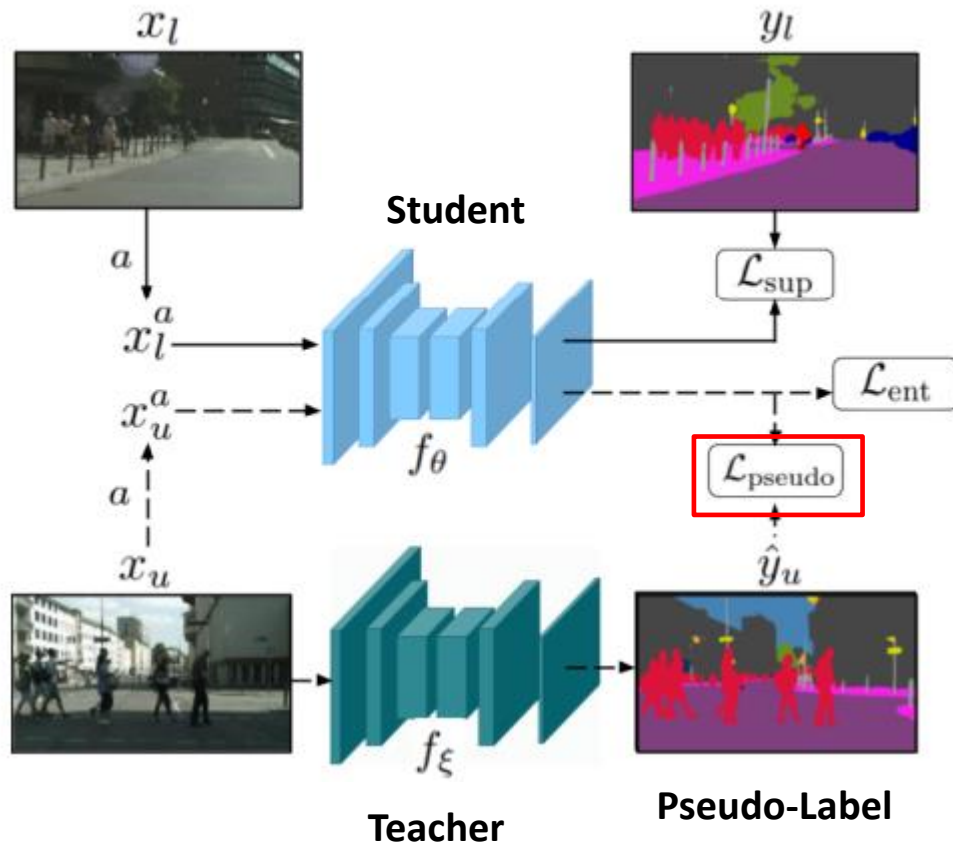 x_l
y_l
Student
a
ℒ_sup
x_l^a
ℒ_ent
x_u^a
f_θ
ℒ_pseudo
a
x_u
ŷ_u
f_ξ
Pseudo-Label
Teacher